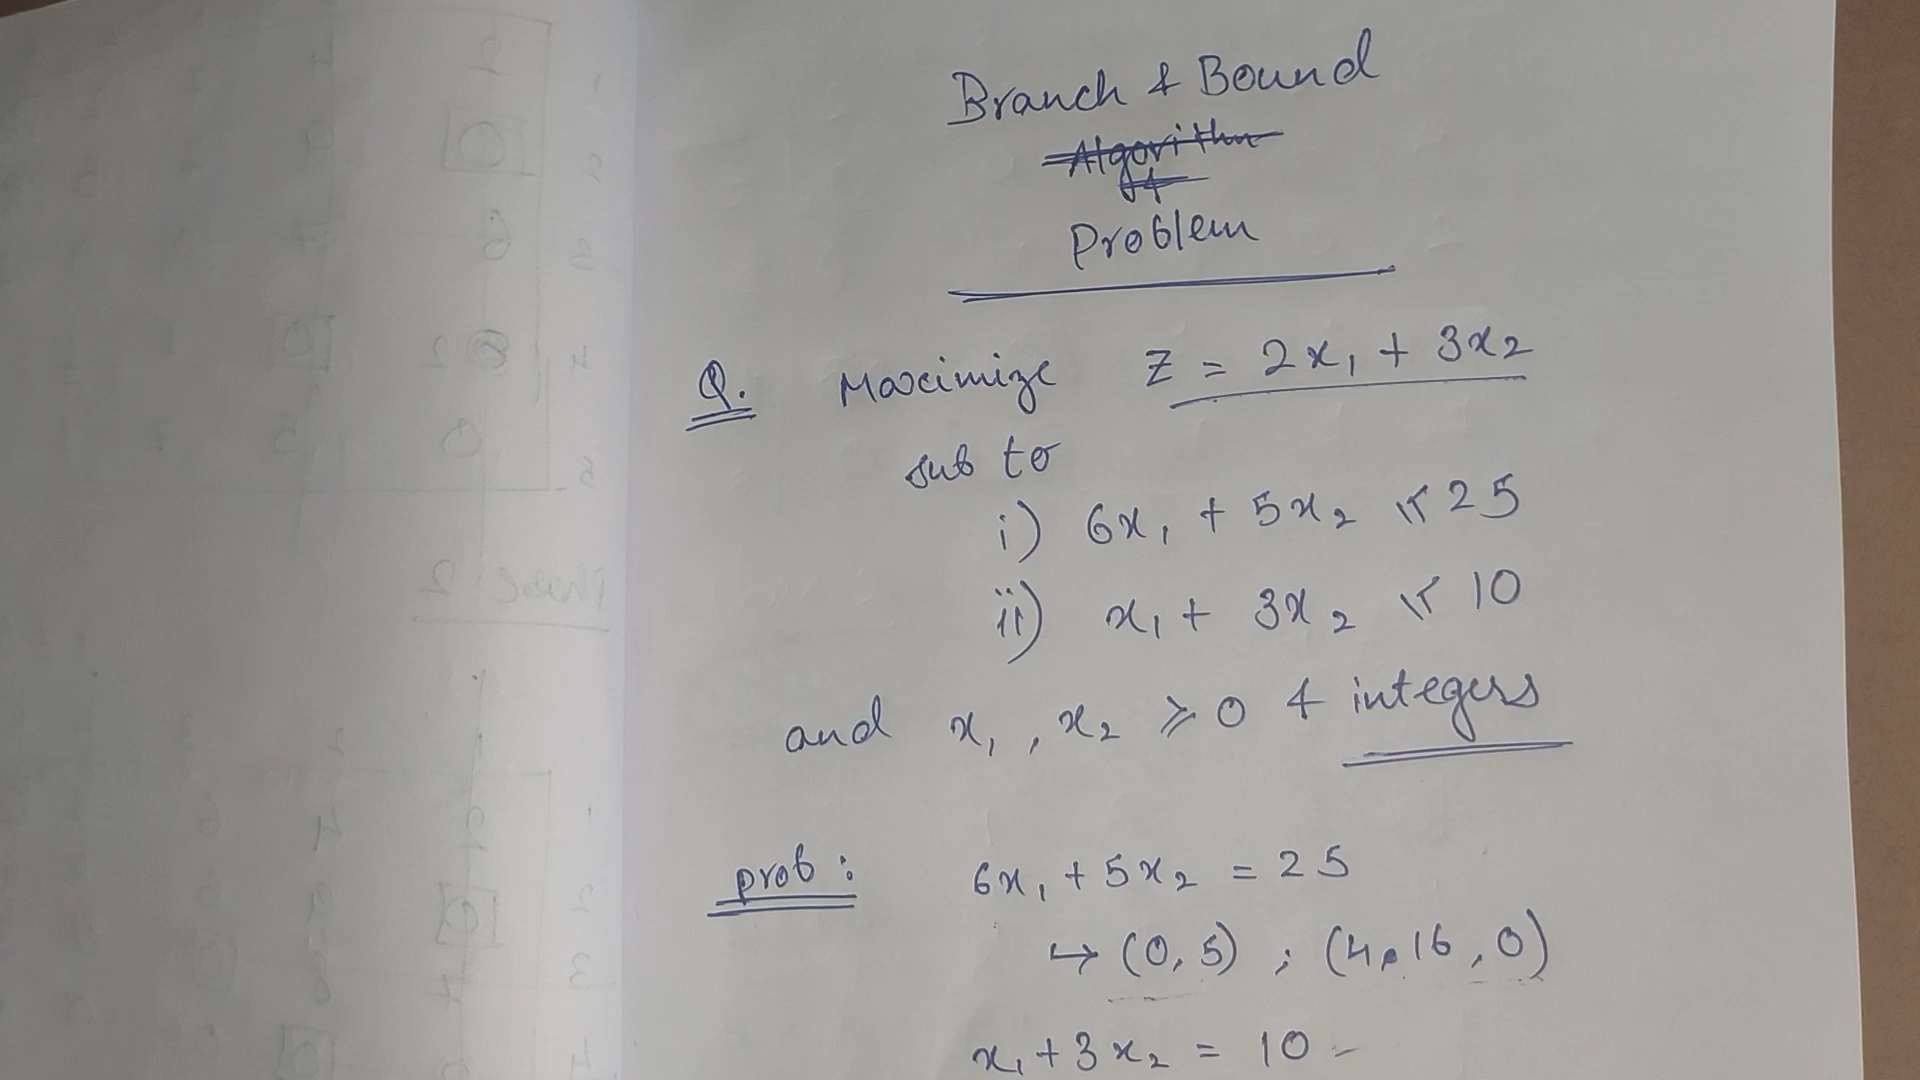 Branch & Bound
Algorithm
of
Problem
Q. Maximize Z = 2x₁ + 3x₂
sub to
i) 6x₁ + 5x₂ ≤ 25
ii) x₁ + 3x₂ ≤ 10
and x₁, x₂ ≥ 0 & integers
prob: 6x₁ + 5x₂ = 25
↪ (0, 5) ; (4.16, 0)
x₁ + 3x₂ = 10